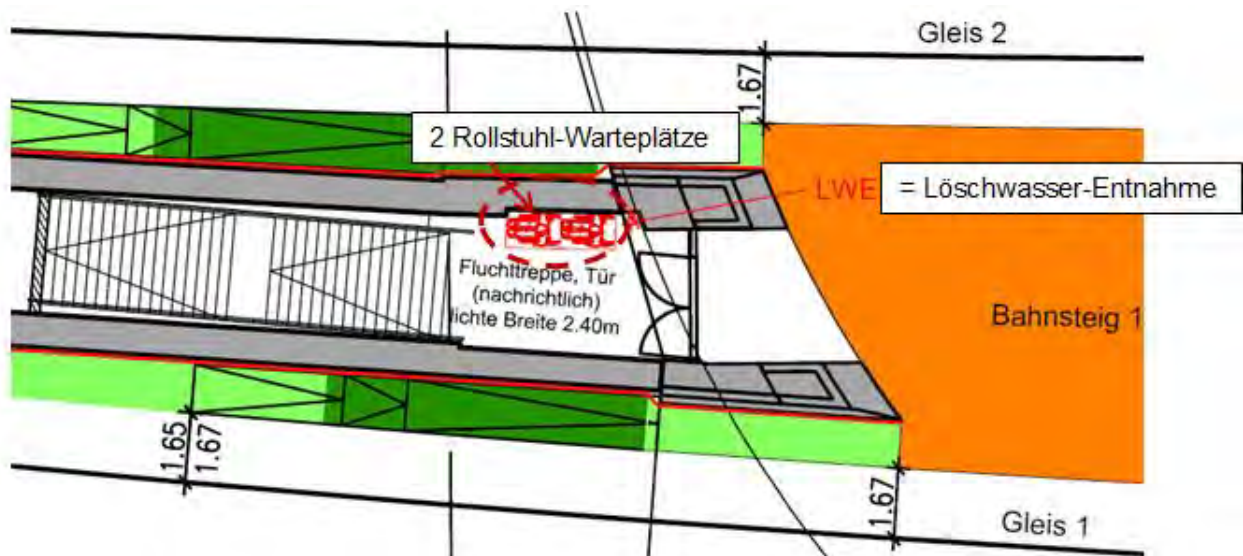 Gleis 2
1.67
2 Rollstuhl-Warteplätze
LWE
= Löschwasser-Entnahme
Fluchttreppe, Tür
(nachrichtlich)
lichte Breite 2.40m
Bahnsteig 1
1.65
1.67
1.67
Gleis 1